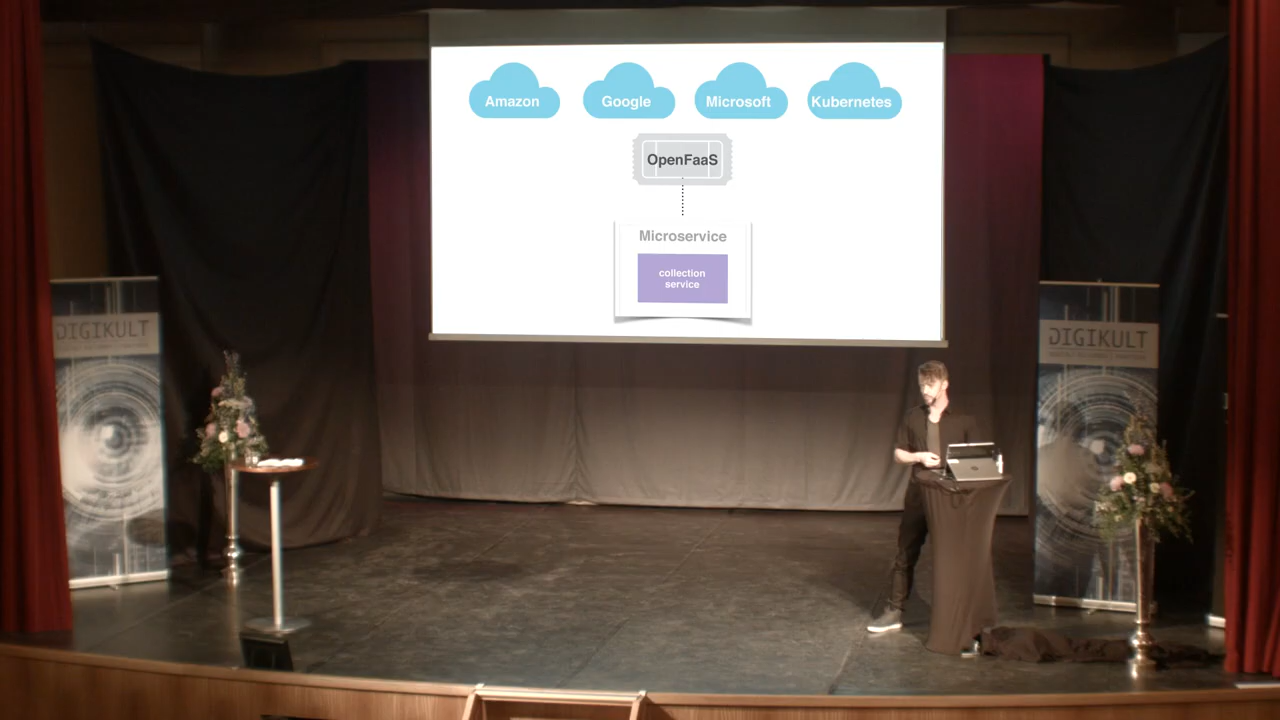 Amazon
Google
Microsoft
Kubernetes
OpenFaaS
Microservice
collection
service
DIGIKULT
DIGIKULT